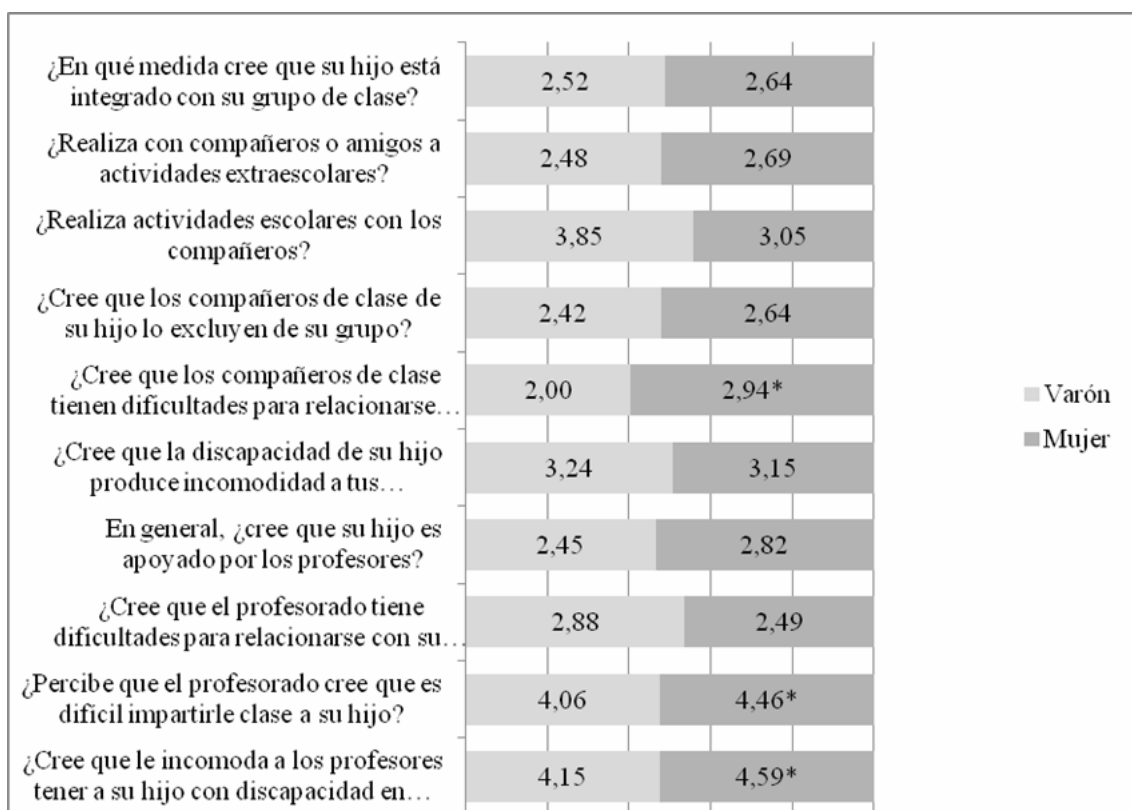 ¿En qué medida cree que su hijo está
integrado con su grupo de clase?
2,52
2,64
¿Realiza con compañeros o amigos a
actividades extraescolares?
2,48
2,69
¿Realiza actividades escolares con los
compañeros?
3,85
3,05
¿Cree que los compañeros de clase de
su hijo lo excluyen de su grupo?
2,42
2,64
¿Cree que los compañeros de clase
tienen dificultades para relacionarse…
2,00
2,94*
¿Cree que la discapacidad de su hijo
produce incomodidad a tus…
3,24
3,15
En general, ¿cree que su hijo es
apoyado por los profesores?
2,45
2,82
¿Cree que el profesorado tiene
dificultades para relacionarse con su…
2,88
2,49
¿Percibe que el profesorado cree que es
difícil impartirle clase a su hijo?
4,06
4,46*
¿Cree que le incomoda a los profesores
tener a su hijo con discapacidad en…
4,15
4,59*
Varón
Mujer